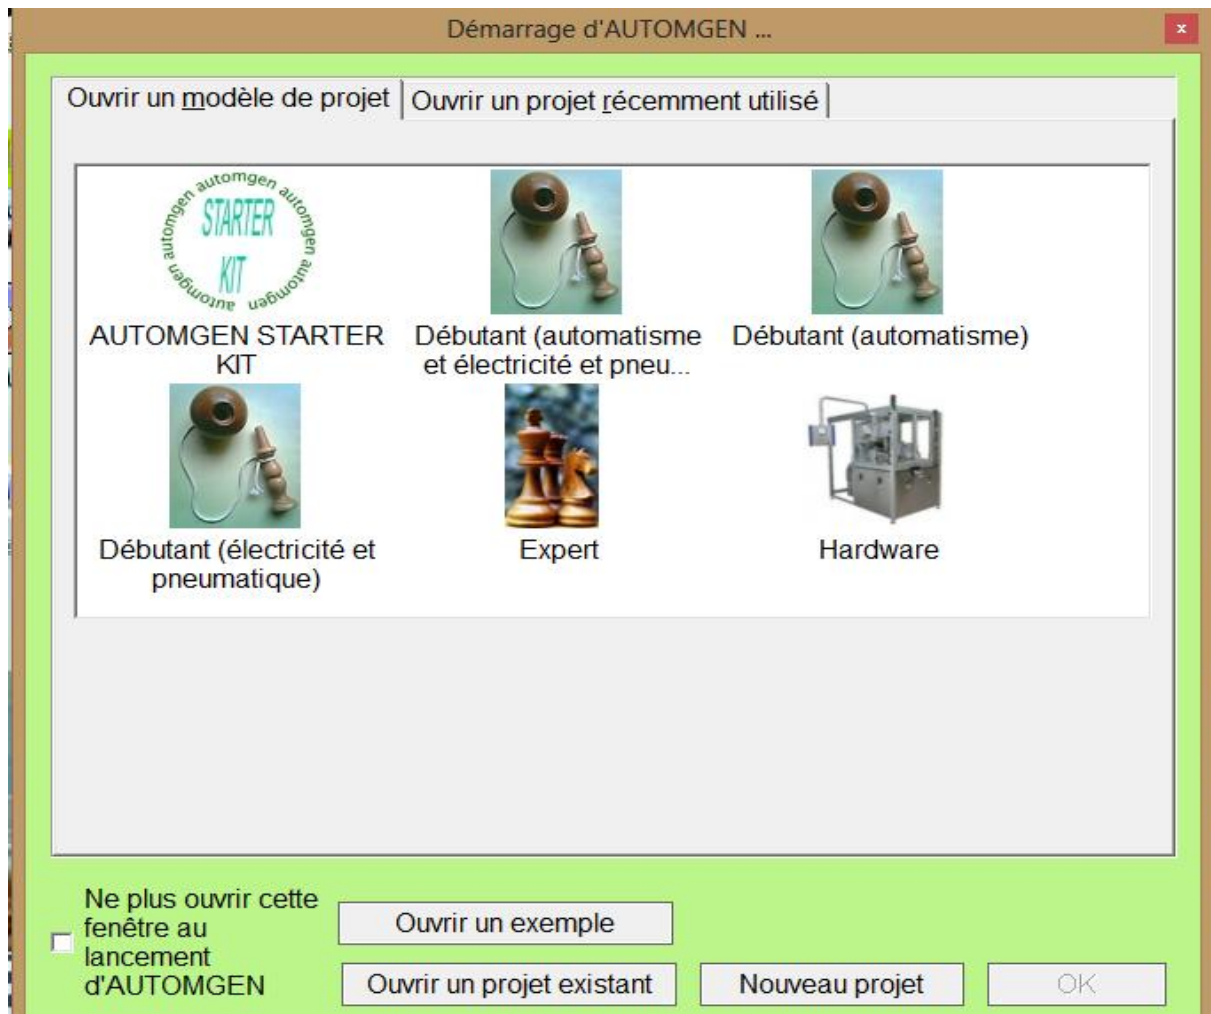 Démarrage d'AUTOMGEN ...
x
Ouvrir un modèle de projet
Ouvrir un projet récemment utilisé
automgen automgen automgen automgen
STARTER
KIT
AUTOMGEN STARTER
KIT
Débutant (automatisme
et électricité et pneu...
Débutant (automatisme)
Débutant (électricité et
pneumatique)
Expert
Hardware
Ne plus ouvrir cette
fenêtre au
lancement
d'AUTOMGEN
Ouvrir un exemple
Ouvrir un projet existant
Nouveau projet
OK